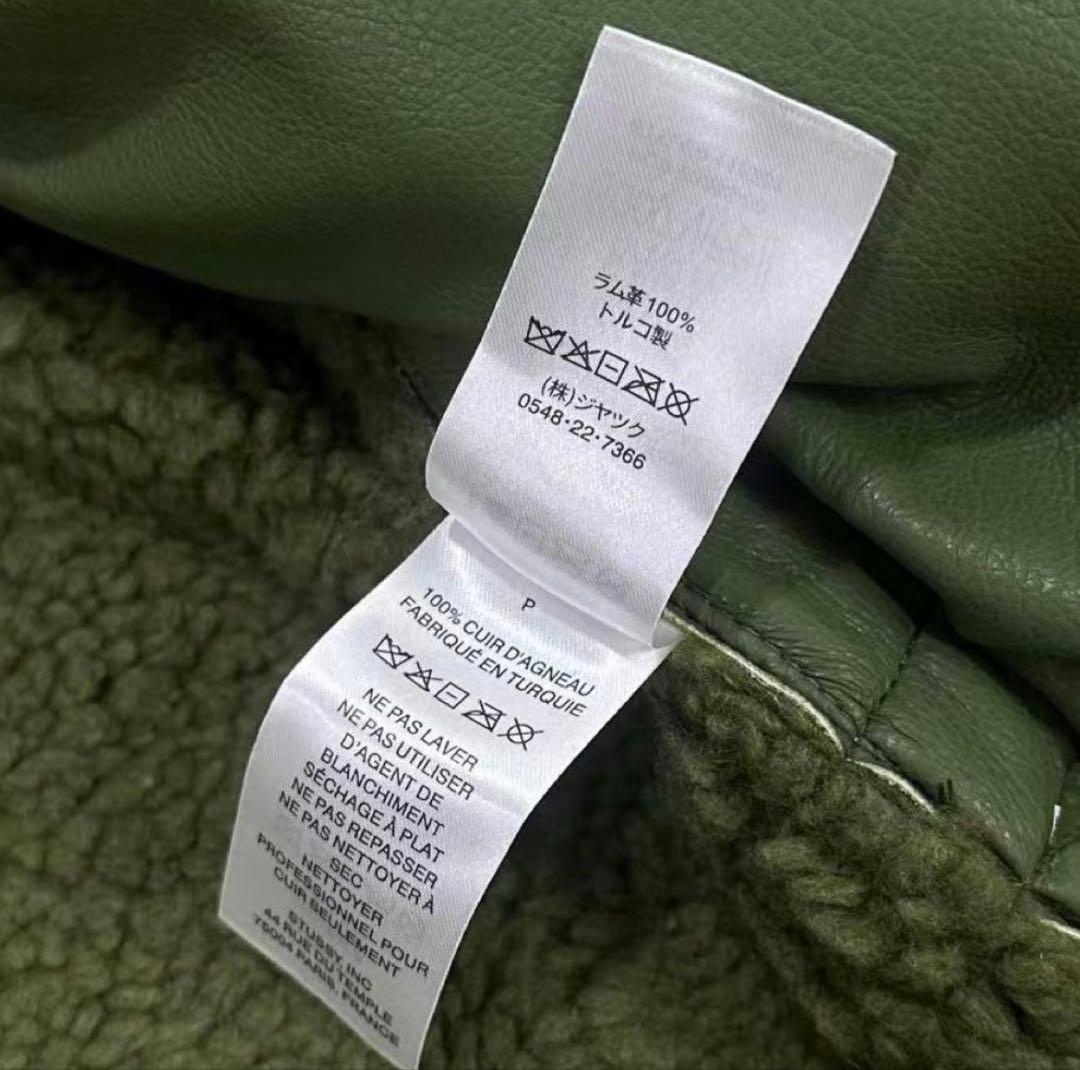 ラム革100%
トルコ製
(株)ジヤツク
0548·22·7366
P
100% CUIR D'AGNEAU
FABRIQUÉ EN TURQUIE
NE PAS LAVER
NE PAS UTILISER
D'AGENT DE
BLANCHIMENT
SÉCHAGE À PLAT
NE PAS REPASSER
NE PAS NETTOYER À
SEC
NETTOYER
PROFESSIONNEL POUR
CUIR SEULEMENT
STUSSY, INC
44 RUE DU TEMPLE
75004 PARIS, FRANCE